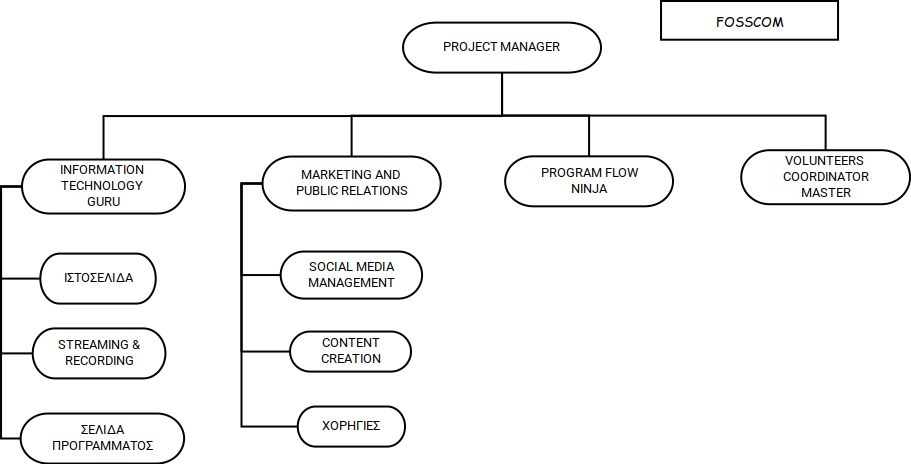 FOSSCOM
PROJECT MANAGER
INFORMATION
TECHNOLOGY
GURU
MARKETING AND
PUBLIC RELATIONS
PROGRAM FLOW
NINJA
VOLUNTEERS
COORDINATOR
MASTER
ΙΣΤΟΣΕΛΙΔΑ
STREAMING &
RECORDING
ΣΕΛΙΔΑ
ΠΡΟΓΡΑΜΜΑΤΟΣ
SOCIAL MEDIA
MANAGEMENT
CONTENT
CREATION
ΧΟΡΗΓΙΕΣ